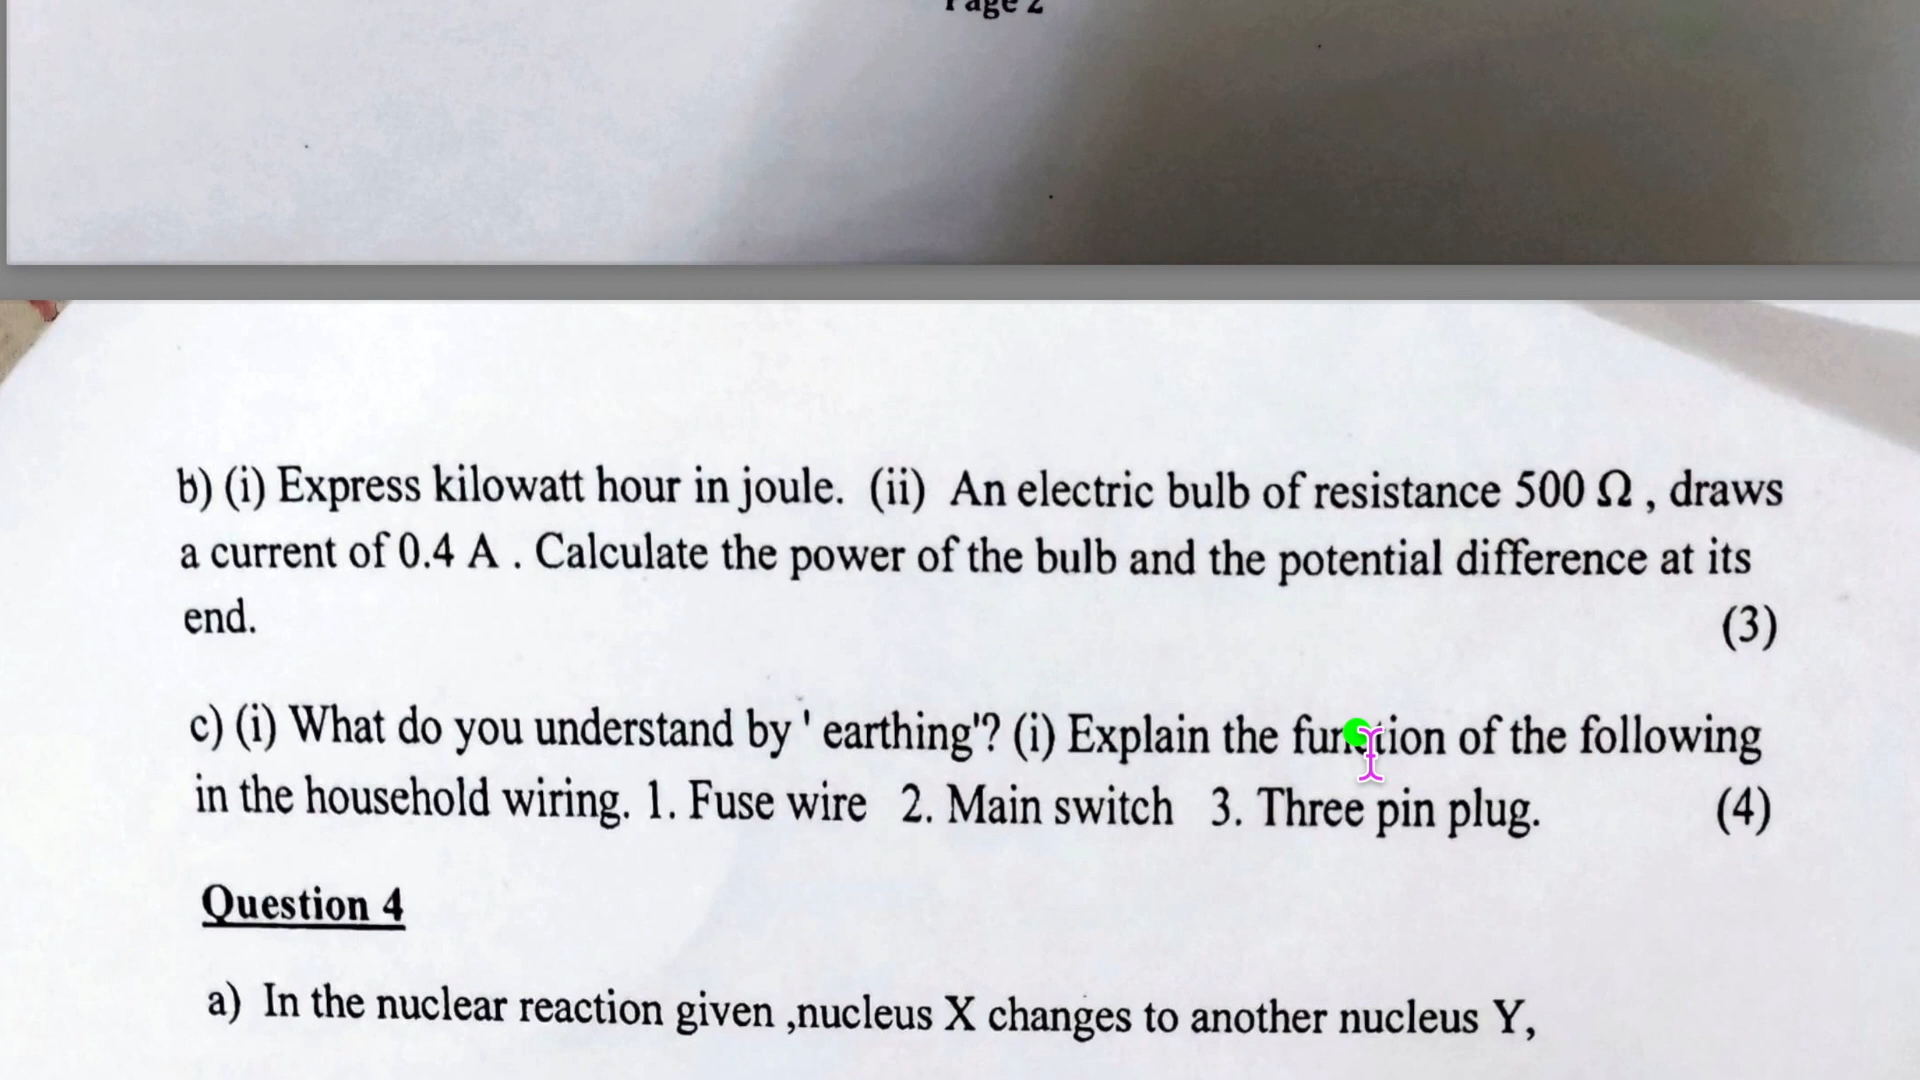 Page 2
b) (i) Express kilowatt hour in joule. (ii) An electric bulb of resistance 500 Ω , draws
a current of 0.4 A . Calculate the power of the bulb and the potential difference at its
end. (3)
c) (i) What do you understand by ' earthing'? (i) Explain the function of the following
in the household wiring. 1. Fuse wire 2. Main switch 3. Three pin plug. (4)
Question 4
a) In the nuclear reaction given ,nucleus X changes to another nucleus Y,